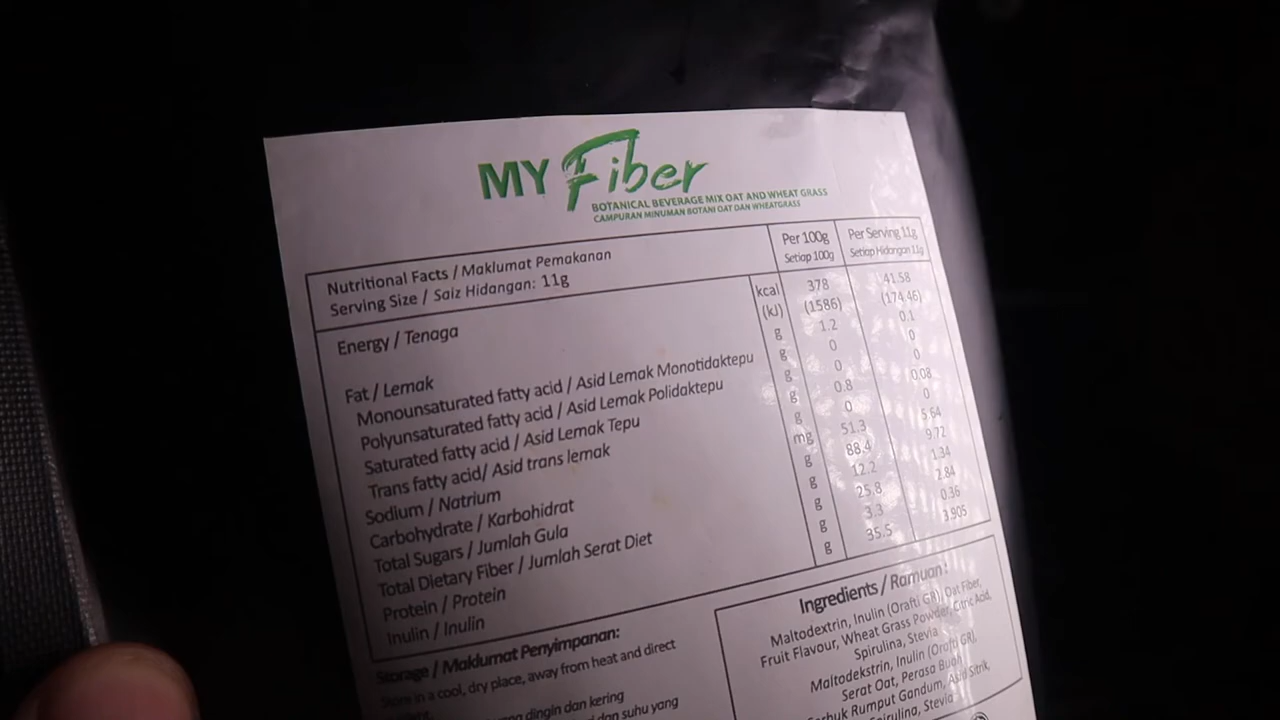 MY Fiber
BOTANICAL BEVERAGE MIX OAT AND WHEAT GRASS
CAMPURAN MINUMAN BOTANI OAT DAN WHEATGRASS
Nutritional Facts / Maklumat Pemakanan
Serving Size / Saiz Hidangan: 11g
Per 100g
Setiap 100g
Per Serving 11g
Setiap Hidangan 11g
Energy / Tenaga kcal 378 41.58
(kJ) (1586) (174.46)
Fat / Lemak g 1.2 0.1
Monounsaturated fatty acid / Asid Lemak Monotidaktepu g 0 0
Polyunsaturated fatty acid / Asid Lemak Polidaktepu g 0 0
Saturated fatty acid / Asid Lemak Tepu g 0.8 0.08
Trans fatty acid/ Asid trans lemak g 0 0
Sodium / Natrium mg 51.3 5.64
Carbohydrate / Karbohidrat g 88.4 9.72
Total Sugars / Jumlah Gula g 12.2 1.34
Total Dietary Fiber / Jumlah Serat Diet g 25.8 2.84
Protein / Protein g 3.3 0.36
Inulin / Inulin g 35.5 3.905
Storage / Maklumat Penyimpanan:
Store in a cool, dry place, away from heat and direct
dingin dan kering
dan suhu yang
Ingredients / Ramuan :
Maltodextrin, Inulin (Orafti GR), Oat Fiber,
Fruit Flavour, Wheat Grass Powder, Citric Acid,
Spirulina, Stevia
Maltodekstrin, Inulin (Orafti GR),
Serat Oat, Perasa Buah
Serbuk Rumput Gandum, Asid Sitrik,
Spirulina, Stevia